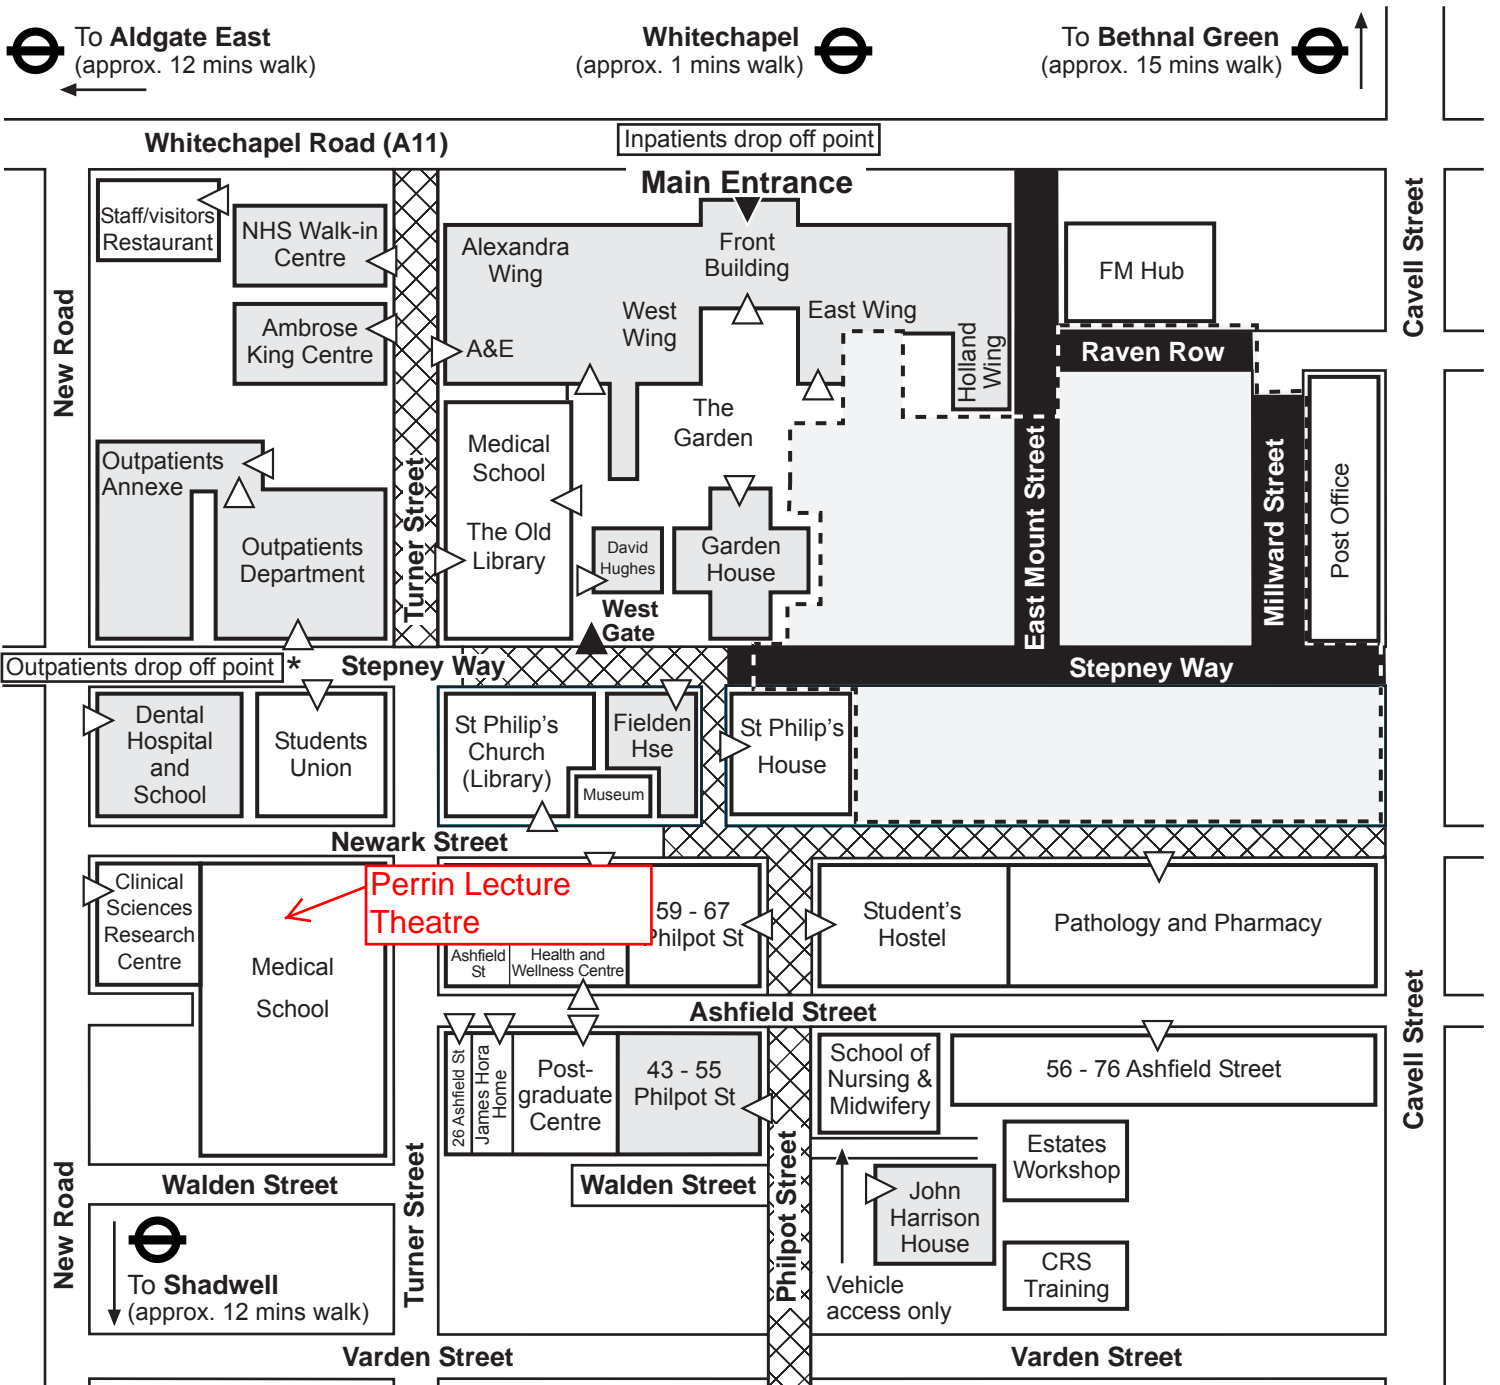 To Aldgate East
(approx. 12 mins walk)
Whitechapel
(approx. 1 mins walk)
To Bethnal Green
(approx. 15 mins walk)
Whitechapel Road (A11)
Inpatients drop off point
Main Entrance
Staff/visitors
Restaurant
NHS Walk-in
Centre
Alexandra
Wing
Front
Building
FM Hub
Cavell Street
New Road
Ambrose
King Centre
A&E
West
Wing
East Wing
Holland
Wing
Raven Row
The
Garden
Outpatients
Annexe
Outpatients
Department
Turner Street
Medical
School
The Old
Library
David
Hughes
Garden
House
East Mount Street
Millward Street
Post Office
West
Gate
Outpatients drop off point *
Stepney Way
Stepney Way
Dental
Hospital
and
School
Students
Union
St Philip's
Church
(Library)
Fielden
Hse
Museum
St Philip's
House
Newark Street
Clinical
Sciences
Research
Centre
Medical
School
Perrin Lecture
Theatre
Ashfield
St
Health and
Wellness Centre
59 - 67
Philpot St
Student's
Hostel
Pathology and Pharmacy
Ashfield Street
26 Ashfield St
James Hora
Home
Post-
graduate
Centre
43 - 55
Philpot St
School of
Nursing &
Midwifery
56 - 76 Ashfield Street
Cavell Street
Estates
Workshop
Walden Street
Walden Street
New Road
Turner Street
Philpot Street
John
Harrison
House
CRS
Training
Vehicle
access only
To Shadwell
(approx. 12 mins walk)
Varden Street
Varden Street